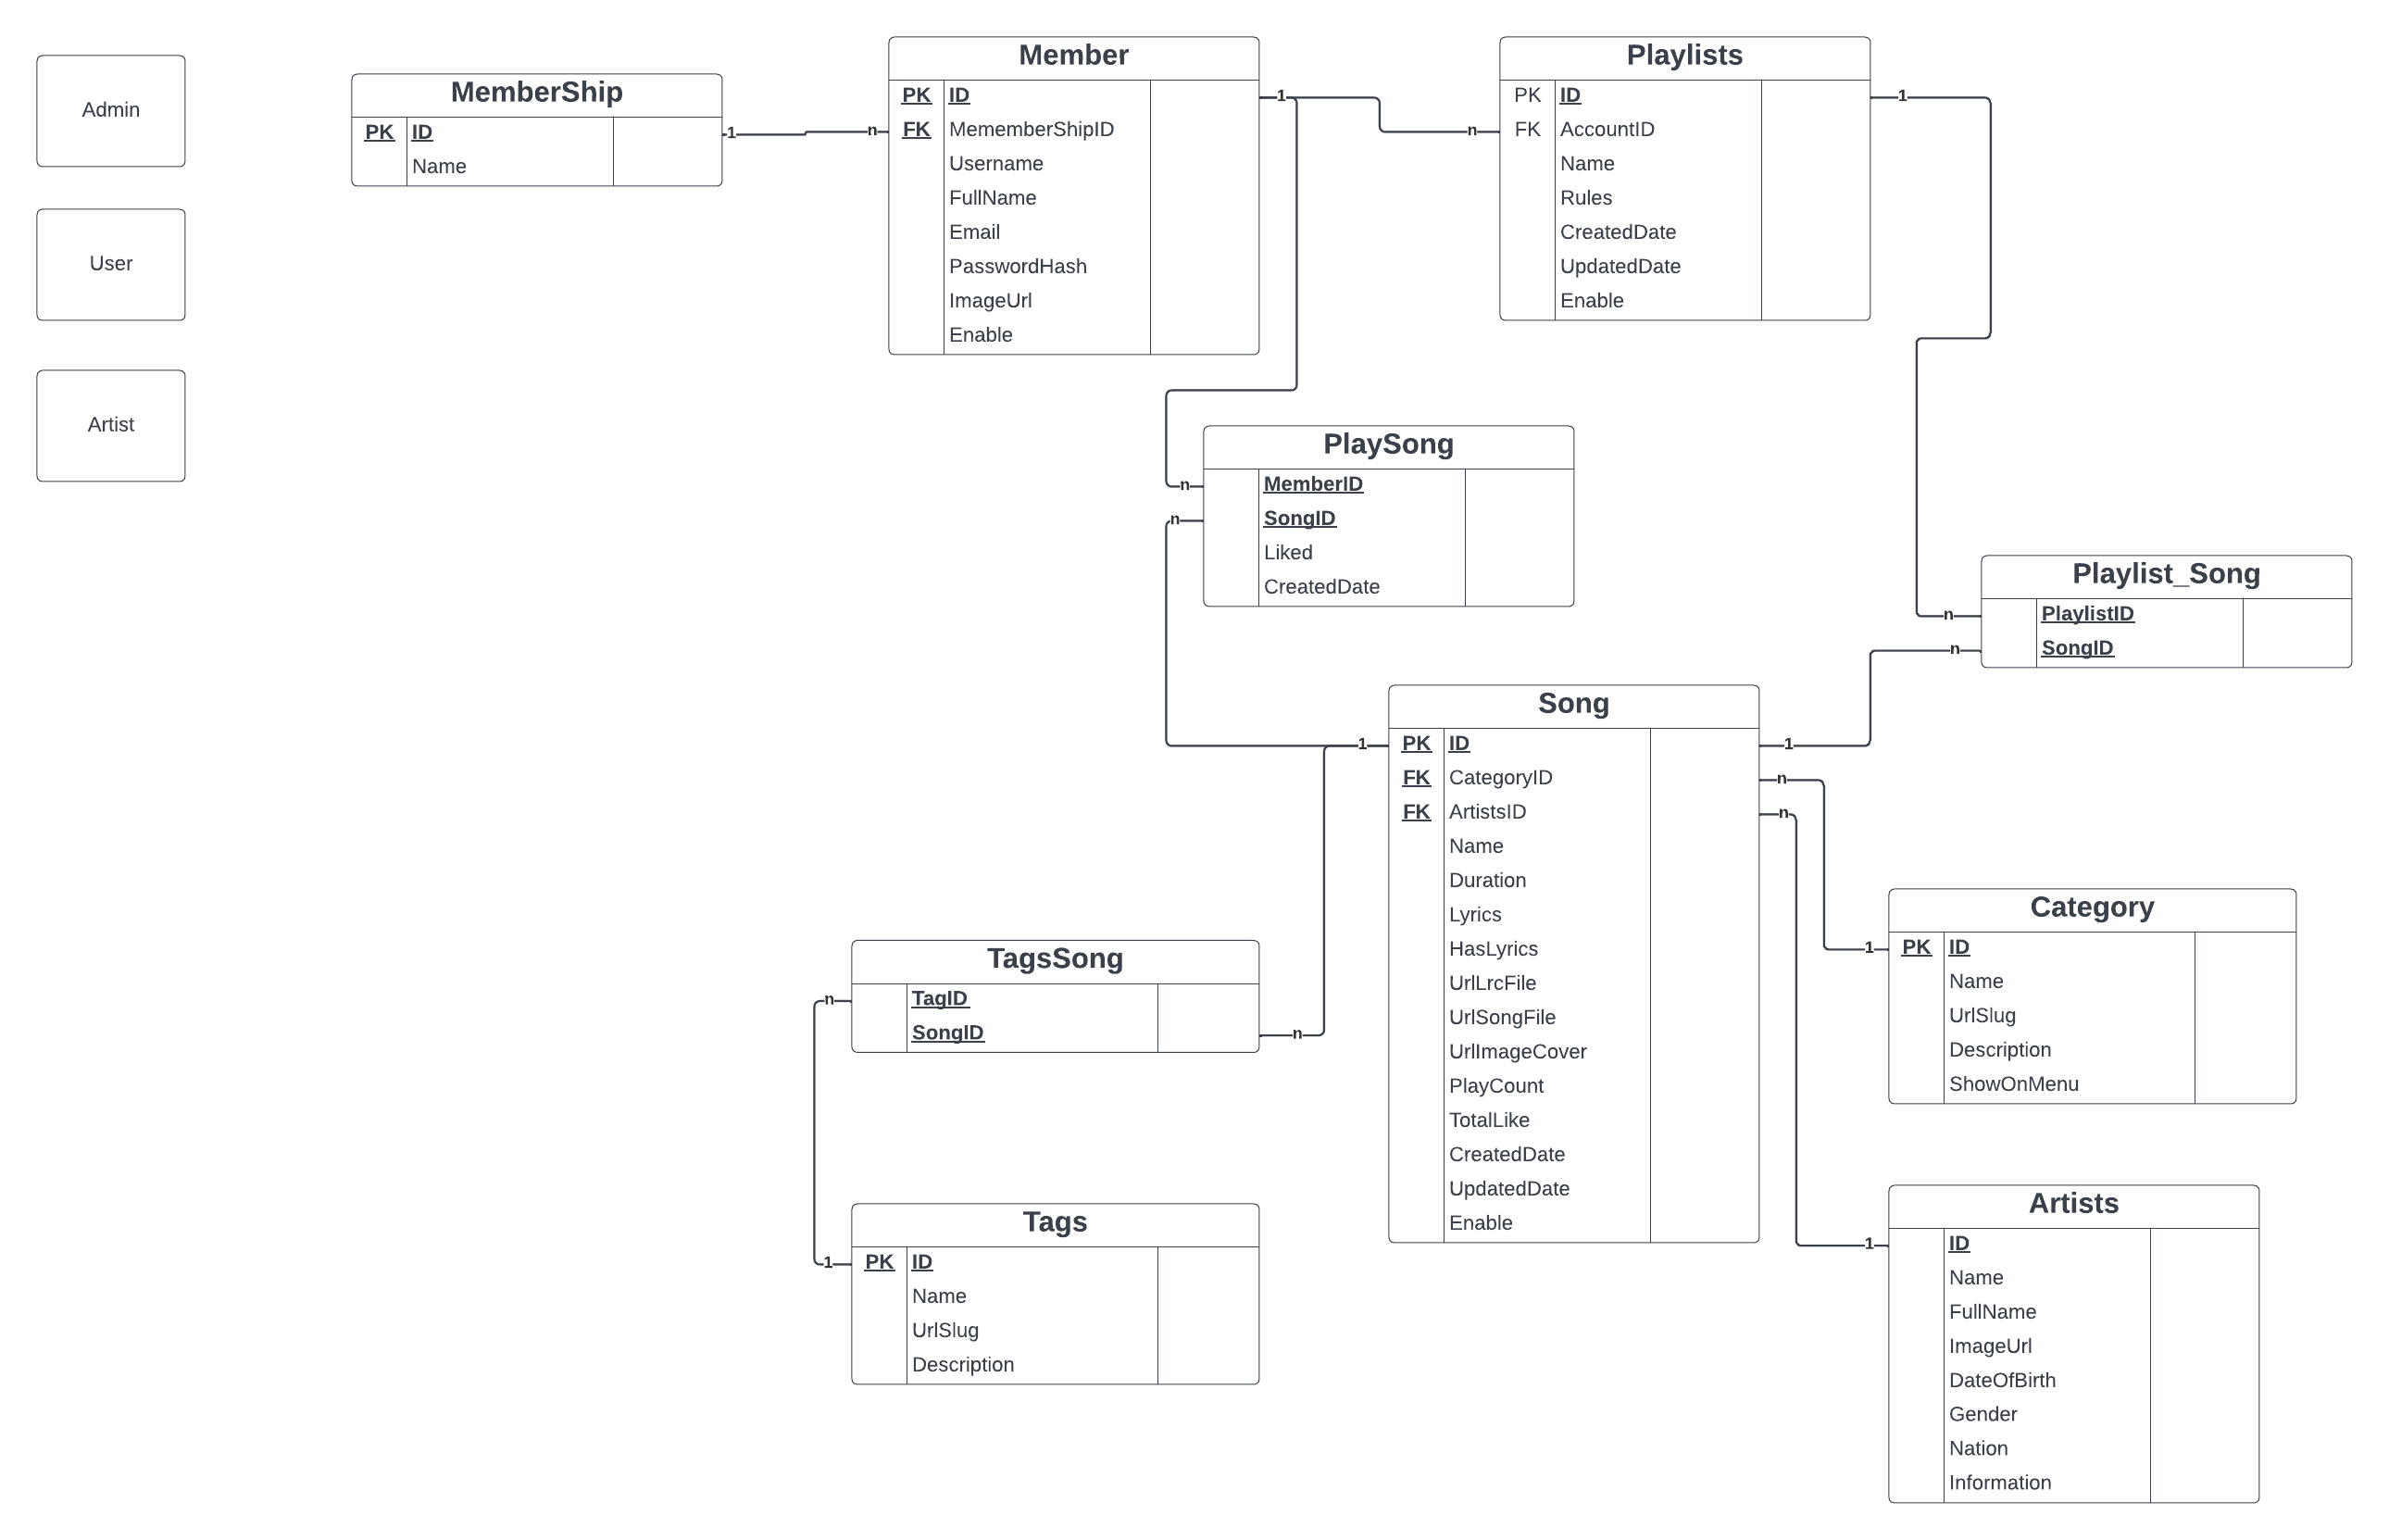 Admin
User
Artist
MemberShip
PK ID
Name
1 n
Member
PK ID
FK MememberShipID
Username
FullName
Email
PasswordHash
ImageUrl
Enable
1 n
Playlists
PK ID
FK AccountID
Name
Rules
CreatedDate
UpdatedDate
Enable
1
PlaySong
n MemberID
n SongID
Liked
CreatedDate
Playlist_Song
n PlaylistID
n SongID
Song
1 PK ID 1
FK CategoryID n
FK ArtistsID n
Name
Duration
Lyrics
HasLyrics
UrlLrcFile
UrlSongFile
UrlImageCover
PlayCount
TotalLike
CreatedDate
UpdatedDate
Enable
Category
1 PK ID
Name
UrlSlug
Description
ShowOnMenu
TagsSong
n TagID
SongID n
Tags
1 PK ID
Name
UrlSlug
Description
Artists
1 ID
Name
FullName
ImageUrl
DateOfBirth
Gender
Nation
Information